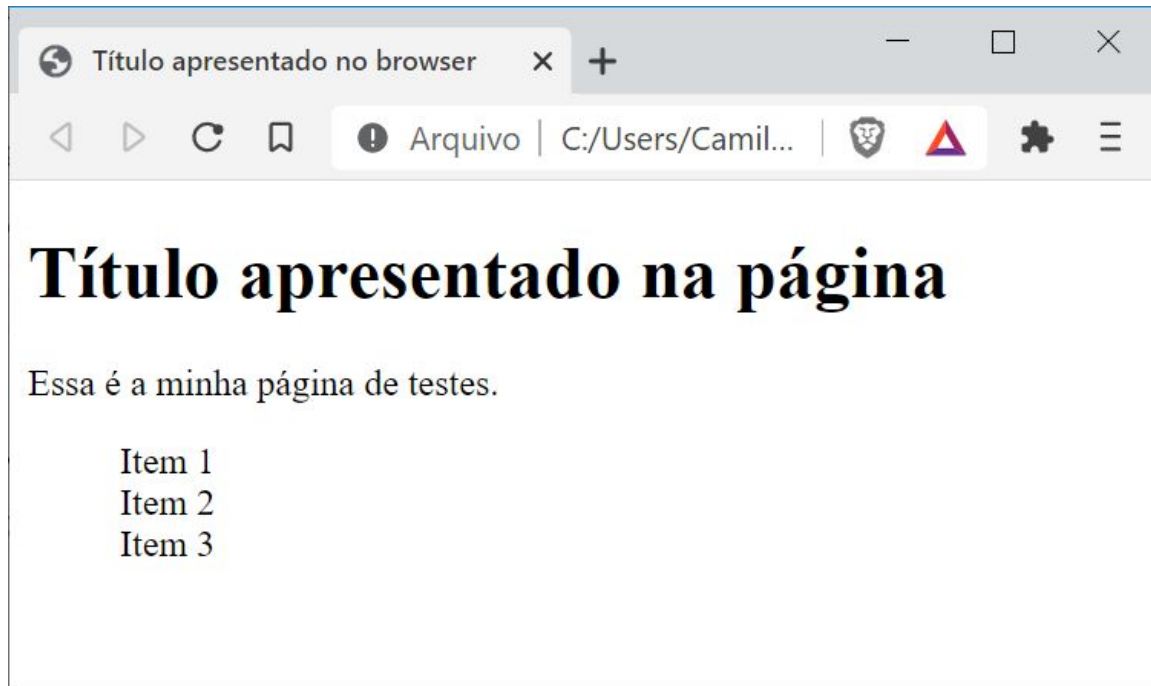 Título apresentado no browser
Arquivo | C:/Users/Camil...
Título apresentado na página
Essa é a minha página de testes.
Item 1
Item 2
Item 3